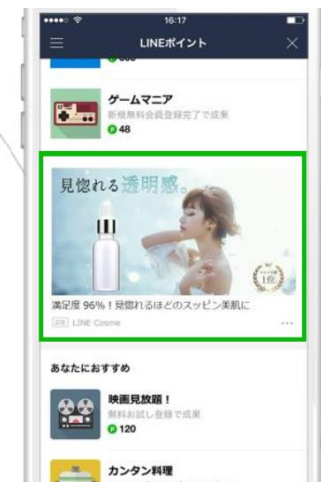 16:17
LINEポイント
ゲームマニア
新規無料会員登録完了で成果
P 48
見惚れる透明感。
1位
満足度 96%！見惚れるほどのスッピン美肌に
広告 LINE Cosme
あなたにおすすめ
映画見放題！
無料お試し登録で成果
P 120
カンタン料理